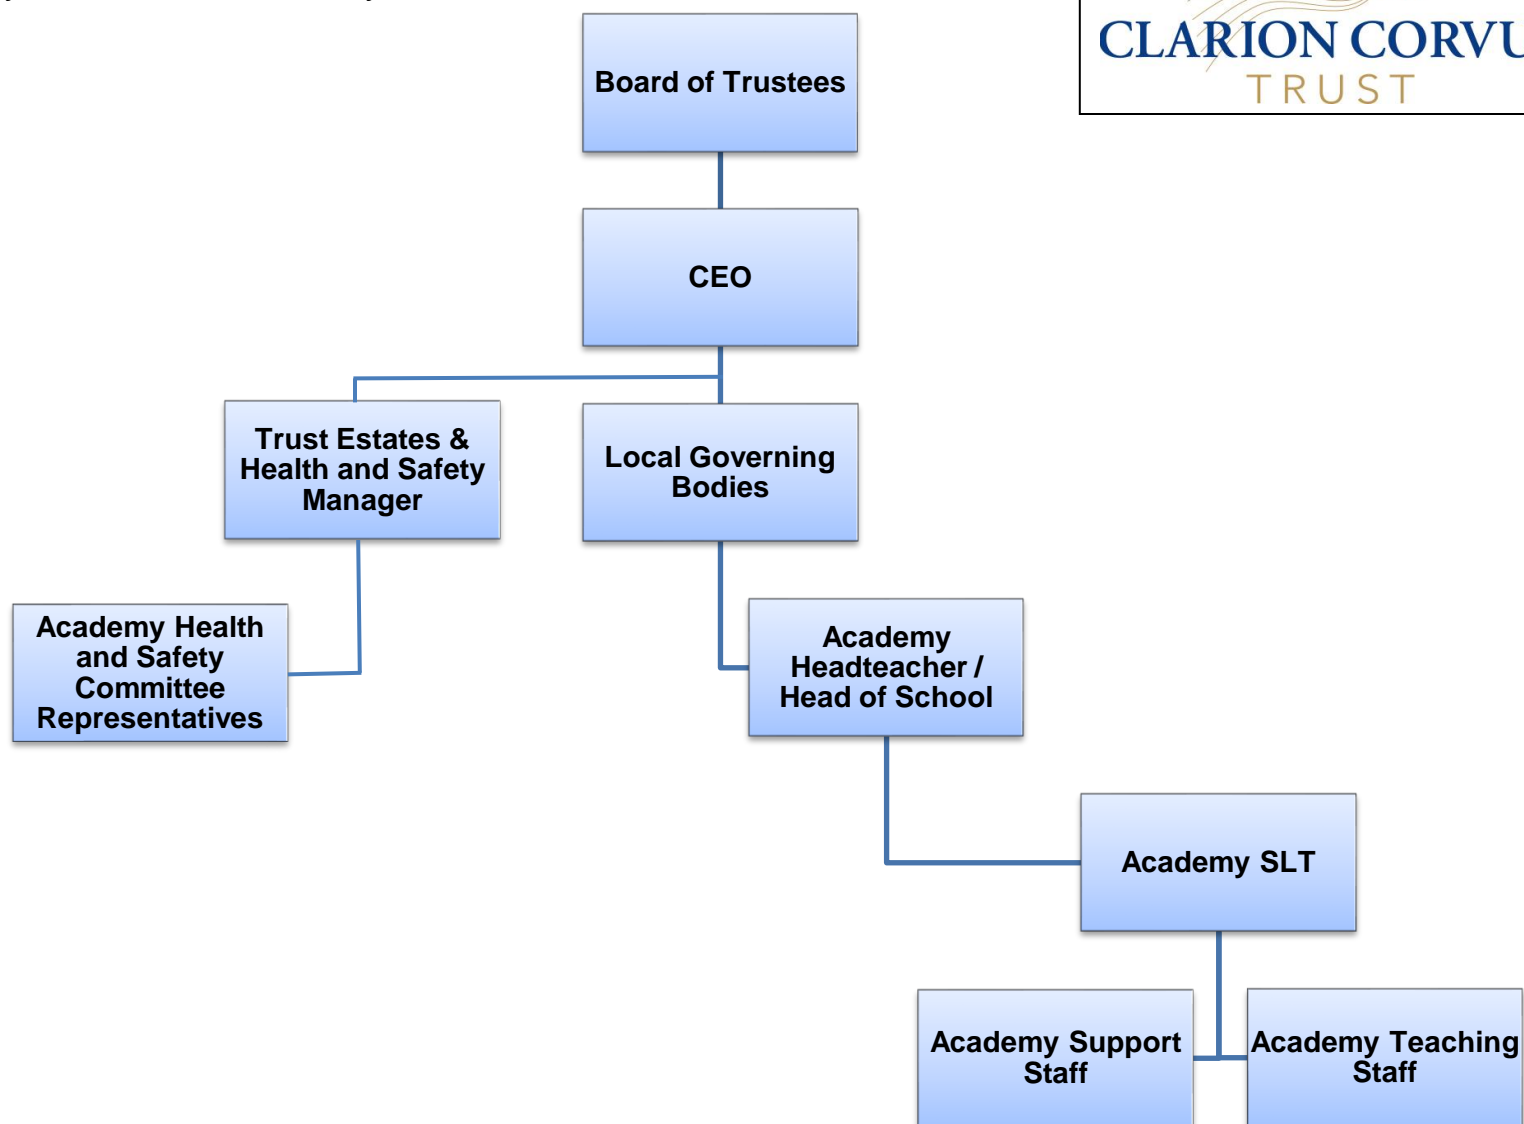 CLARION CORVU
TRUST
Board of Trustees
CEO
Trust Estates &
Health and Safety
Manager
Local Governing
Bodies
Academy Health
and Safety
Committee
Representatives
Academy
Headteacher /
Head of School
Academy SLT
Academy Support
Staff
Academy Teaching
Staff